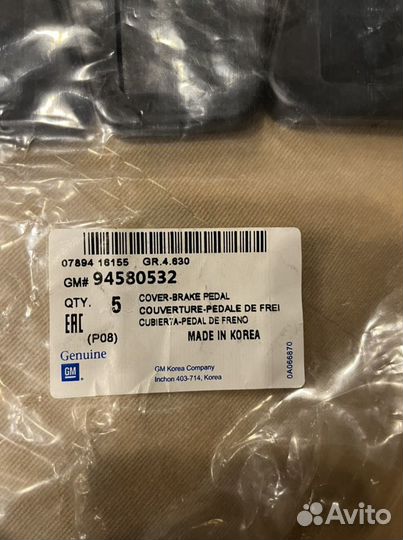 07894 16155 GR.4.630
GM# 94580532
QTY. 5 COVER-BRAKE PEDAL
COUVERTURE-PEDALE DE FREI
CUBIERTA-PEDAL DE FRENO
EAC
(P08) MADE IN KOREA
Genuine
GM
GM Korea Company
Inchon 403-714, Korea
0A066870
Avito